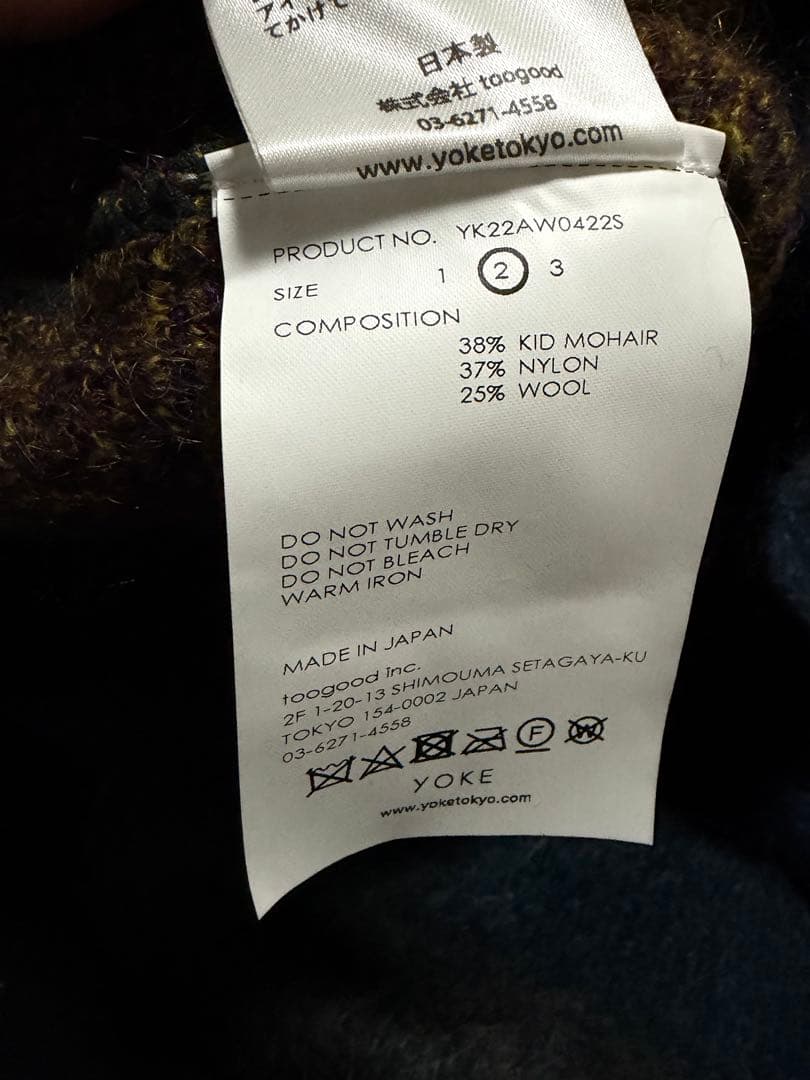 てかけて
日本製
株式会社 toogood
03-6271-4558
www.yoketokyo.com
PRODUCT NO. YK22AW0422S
SIZE 1 2 3
COMPOSITION
38% KID MOHAIR
37% NYLON
25% WOOL
DO NOT WASH
DO NOT TUMBLE DRY
DO NOT BLEACH
WARM IRON
MADE IN JAPAN
toogood inc.
2F 1-20-13 SHIMOUMA SETAGAYA-KU
TOKYO 154-0002 JAPAN
03-6271-4558
F W
YOKE
www.yoketokyo.com